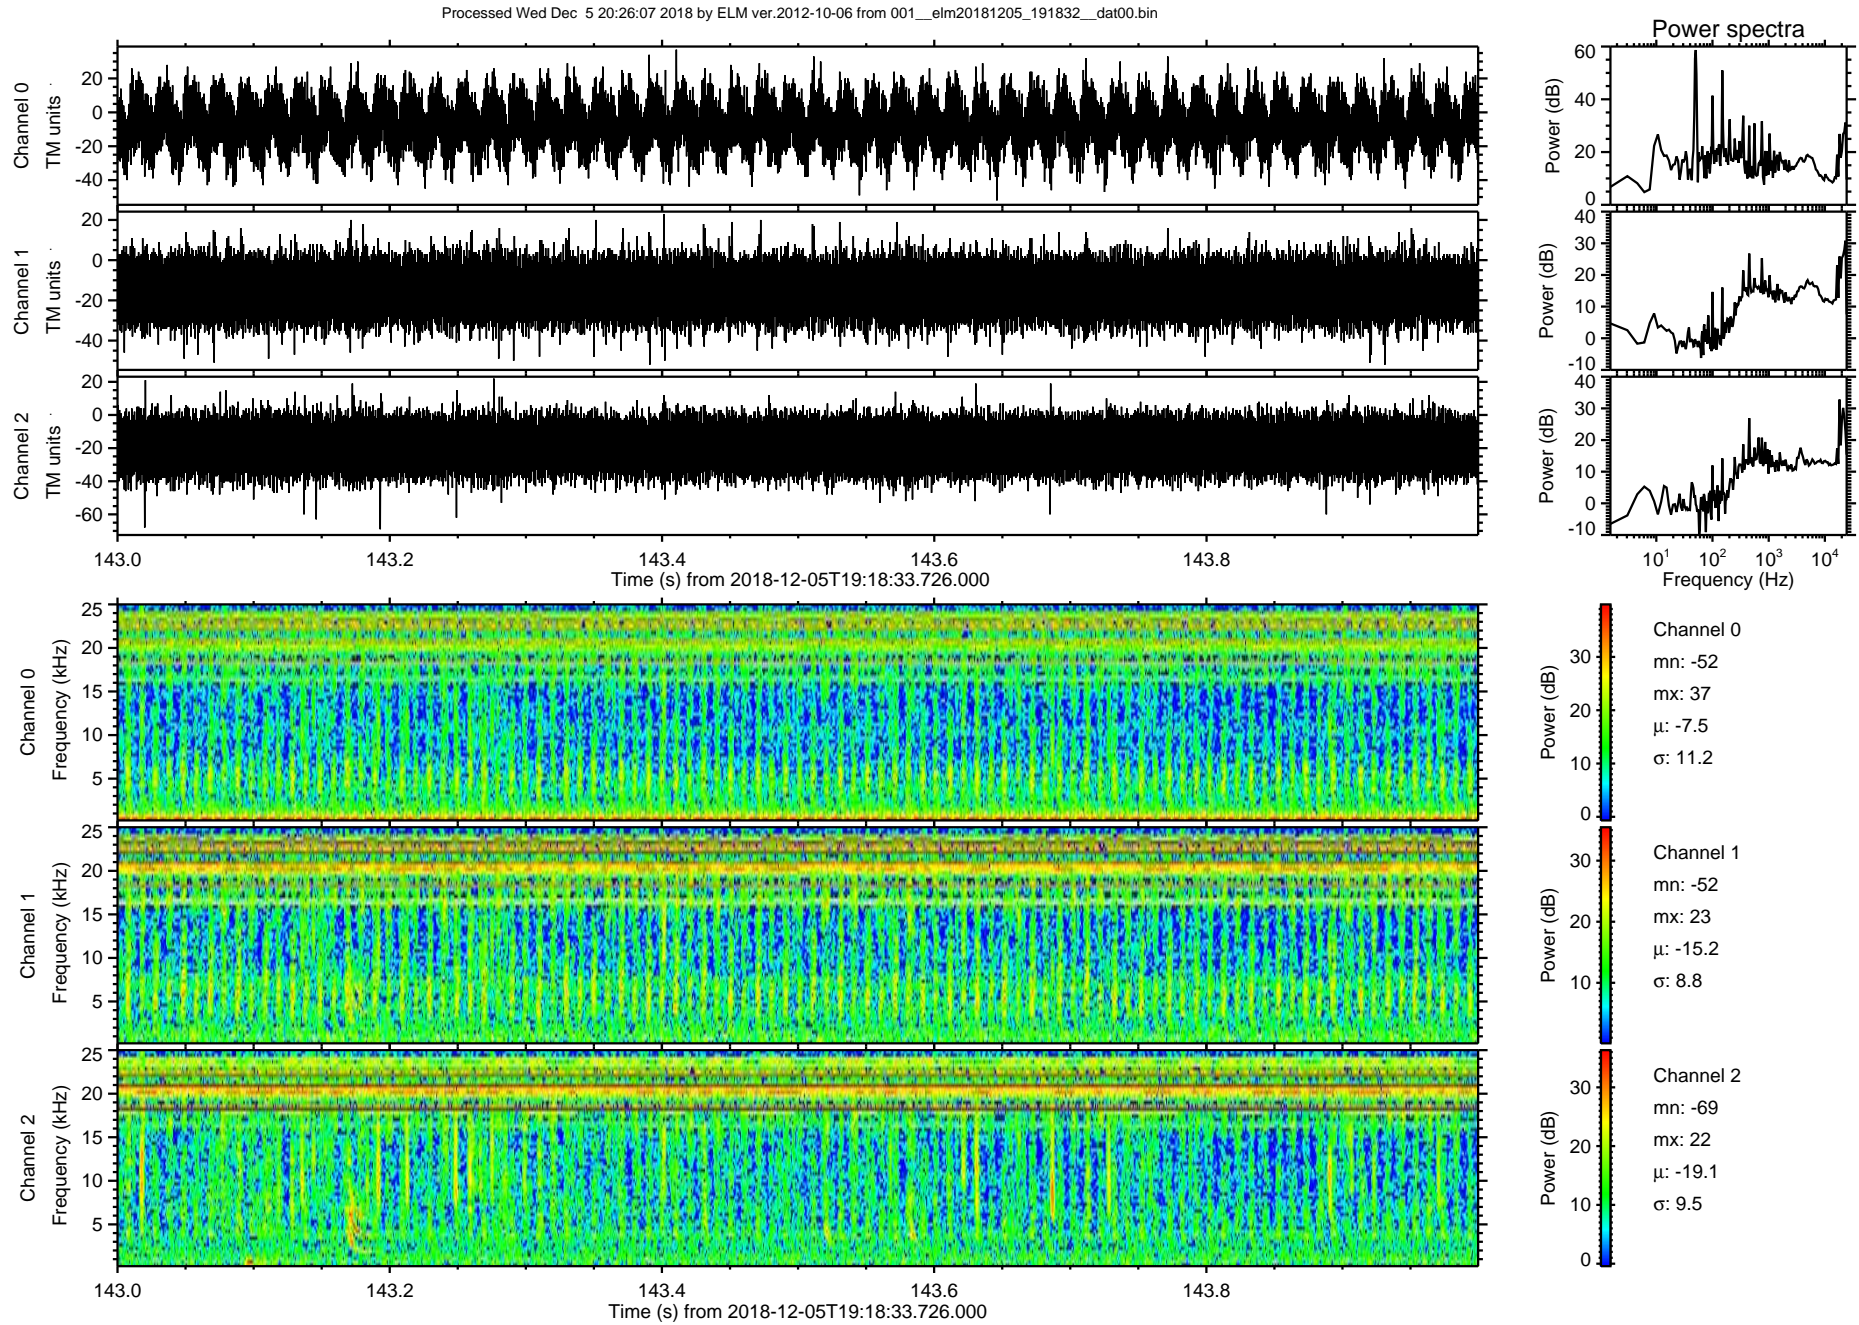 Processed Wed Dec  5 20:26:07 2018 by ELM ver.2012-10-06 from 001__elm20181205_191832__dat00.bin
Power spectra
Channel 0
TM units
20
0
-20
-40
Power (dB)
60
40
20
0
Channel 1
TM units
20
0
-20
-40
Power (dB)
40
30
20
10
0
-10
Channel 2
TM units
20
0
-20
-40
-60
Power (dB)
40
30
20
10
0
-10
143.0
143.2
143.4
143.6
143.8
Time (s) from 2018-12-05T19:18:33.726.000
10¹
10²
10³
10⁴
Frequency (Hz)
Channel 0
Frequency (kHz)
25
20
15
10
5
Power (dB)
30
20
10
0
Channel 0
mn: -52
mx: 37
μ: -7.5
σ: 11.2
Channel 1
Frequency (kHz)
25
20
15
10
5
Power (dB)
30
20
10
Channel 1
mn: -52
mx: 23
μ: -15.2
σ: 8.8
Channel 2
Frequency (kHz)
25
20
15
10
5
Power (dB)
30
20
10
0
Channel 2
mn: -69
mx: 22
μ: -19.1
σ: 9.5
143.0
143.2
143.4
143.6
143.8
Time (s) from 2018-12-05T19:18:33.726.000